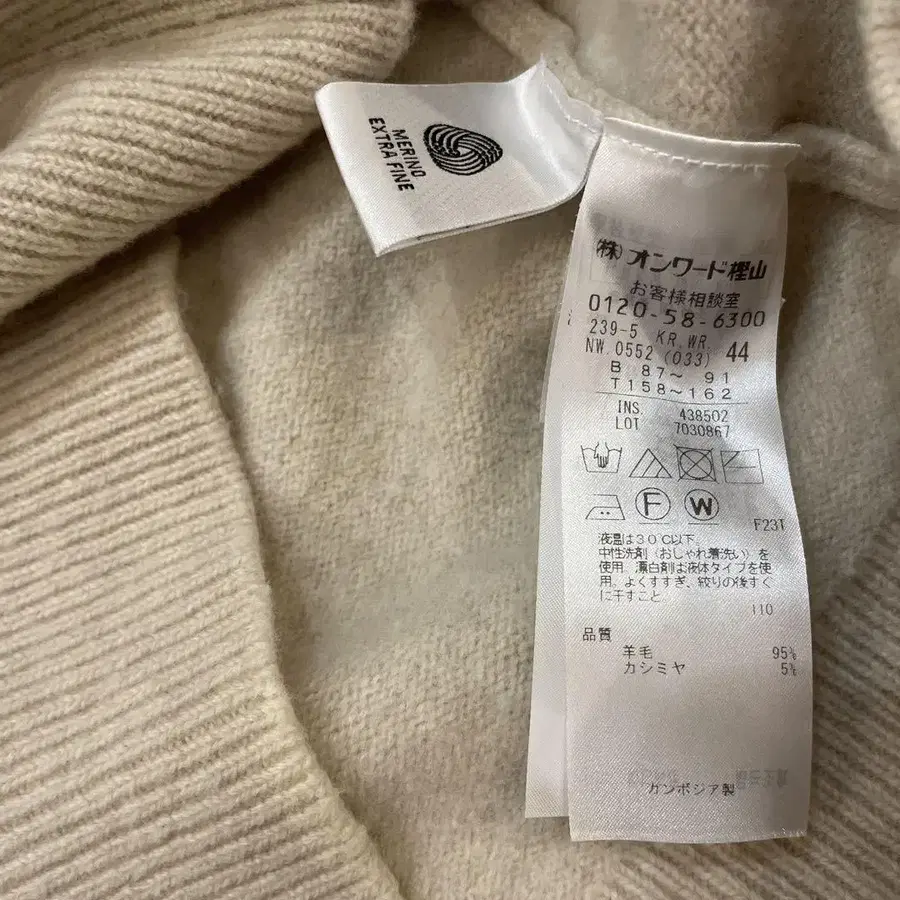 MERINO
EXTRA FINE
(株)オンワード樫山
お客様相談室
0120-58-6300
239-5 KR.WR.
NW.0552 (033) 44
B 87～ 91
T158～162
INS. 438502
LOT 7030867
F W
F23T
液温は30℃以下。
中性洗剤(おしゃれ着洗い)を
使用。漂白剤は液体タイプを使
用。よくすすぎ、絞りの後すぐ
に干すこと。
110
品質
羊毛 95%
カシミヤ 5%
カンボジア製